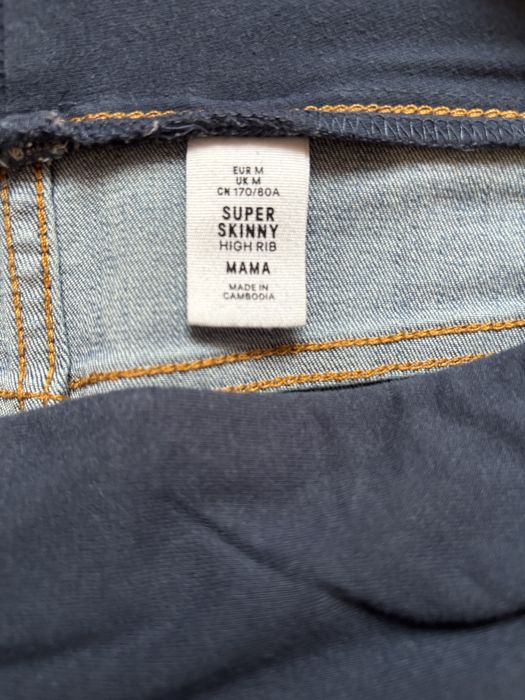 EUR M
UK M
CN 170/80A
SUPER
SKINNY
HIGH RIB
MAMA
MADE IN
CAMBODIA